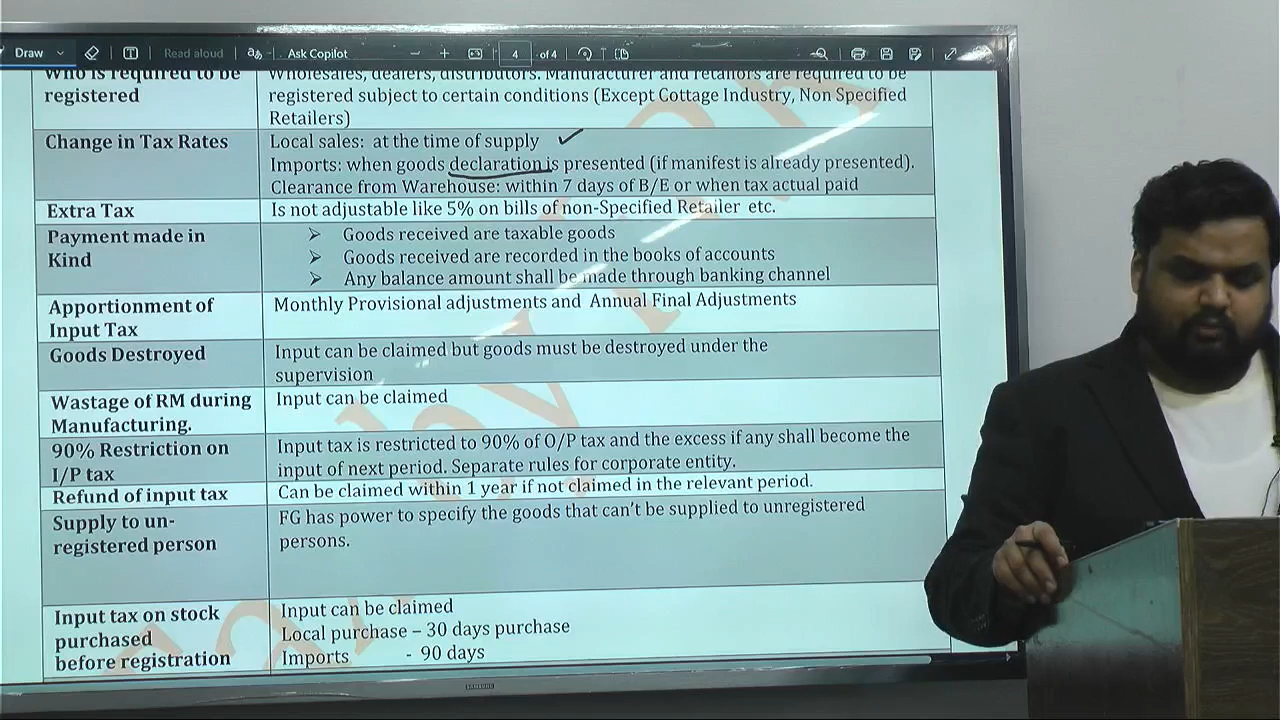 Draw
Read aloud
Ask Copilot
4 of 4
Who is required to be registered
Wholesales, dealers, distributors. Manufacturer and retailors are required to be
registered subject to certain conditions (Except Cottage Industry, Non Specified
Retailers)
Change in Tax Rates
Local sales: at the time of supply
Imports: when goods declaration is presented (if manifest is already presented).
Clearance from Warehouse: within 7 days of B/E or when tax actual paid
Extra Tax
Is not adjustable like 5% on bills of non-Specified Retailer etc.
Payment made in
Kind
➢ Goods received are taxable goods
➢ Goods received are recorded in the books of accounts
➢ Any balance amount shall be made through banking channel
Apportionment of
Input Tax
Monthly Provisional adjustments and Annual Final Adjustments
Goods Destroyed
Input can be claimed but goods must be destroyed under the
supervision
Wastage of RM during
Manufacturing.
Input can be claimed
90% Restriction on
I/P tax
Input tax is restricted to 90% of O/P tax and the excess if any shall become the
input of next period. Separate rules for corporate entity.
Refund of input tax
Can be claimed within 1 year if not claimed in the relevant period.
Supply to un-
registered person
FG has power to specify the goods that can't be supplied to unregistered
persons.
Input tax on stock
purchased
before registration
Input can be claimed
Local purchase – 30 days purchase
Imports - 90 days
SAMSUNG